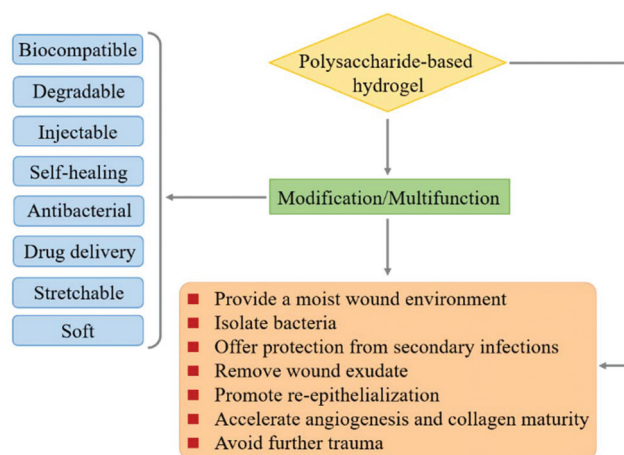 Biocompatible
Degradable
Injectable
Self-healing
Antibacterial
Drug delivery
Stretchable
Soft
Polysaccharide-based
hydrogel
Modification/Multifunction
Provide a moist wound environment
Isolate bacteria
Offer protection from secondary infections
Remove wound exudate
Promote re-epithelialization
Accelerate angiogenesis and collagen maturity
Avoid further trauma